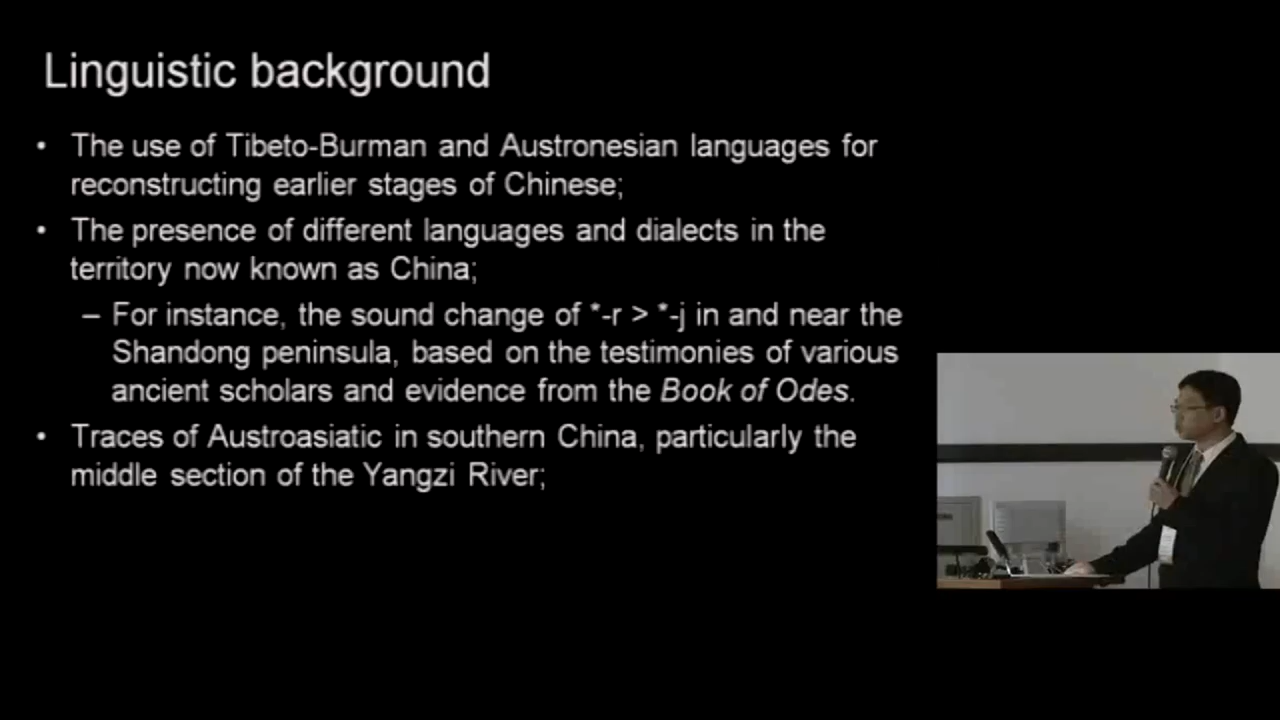 Linguistic background
• The use of Tibeto-Burman and Austronesian languages for
reconstructing earlier stages of Chinese;
• The presence of different languages and dialects in the
territory now known as China;
– For instance, the sound change of *-r > *-j in and near the
Shandong peninsula, based on the testimonies of various
ancient scholars and evidence from the Book of Odes.
• Traces of Austroasiatic in southern China, particularly the
middle section of the Yangzi River;